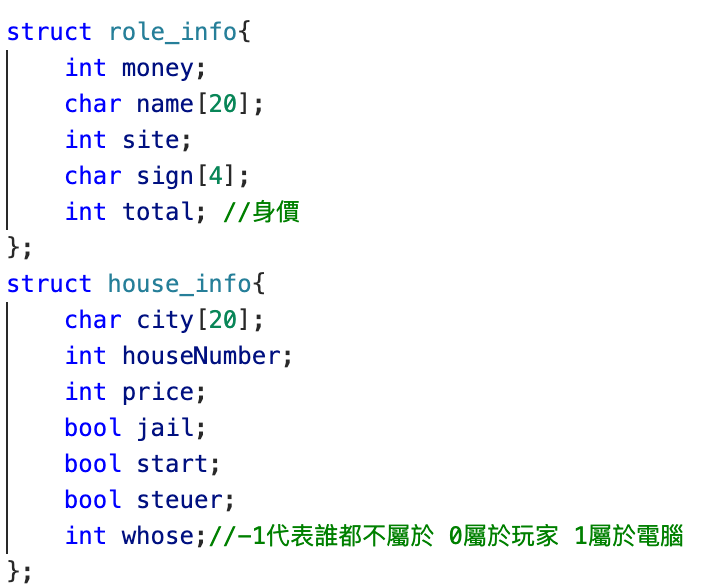 struct role_info{
    int money;
    char name[20];
    int site;
    char sign[4];
    int total; //身價
};
struct house_info{
    char city[20];
    int houseNumber;
    int price;
    bool jail;
    bool start;
    bool steuer;
    int whose;//-1代表誰都不屬於 0屬於玩家 1屬於電腦
};